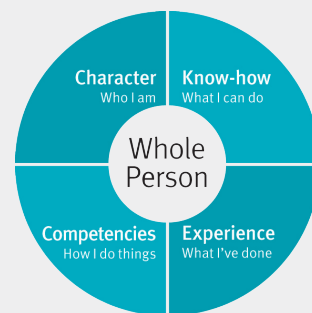 Character
Who I am
Know-how
What I can do
Whole
Person
Competencies
How I do things
Experience
What I've done